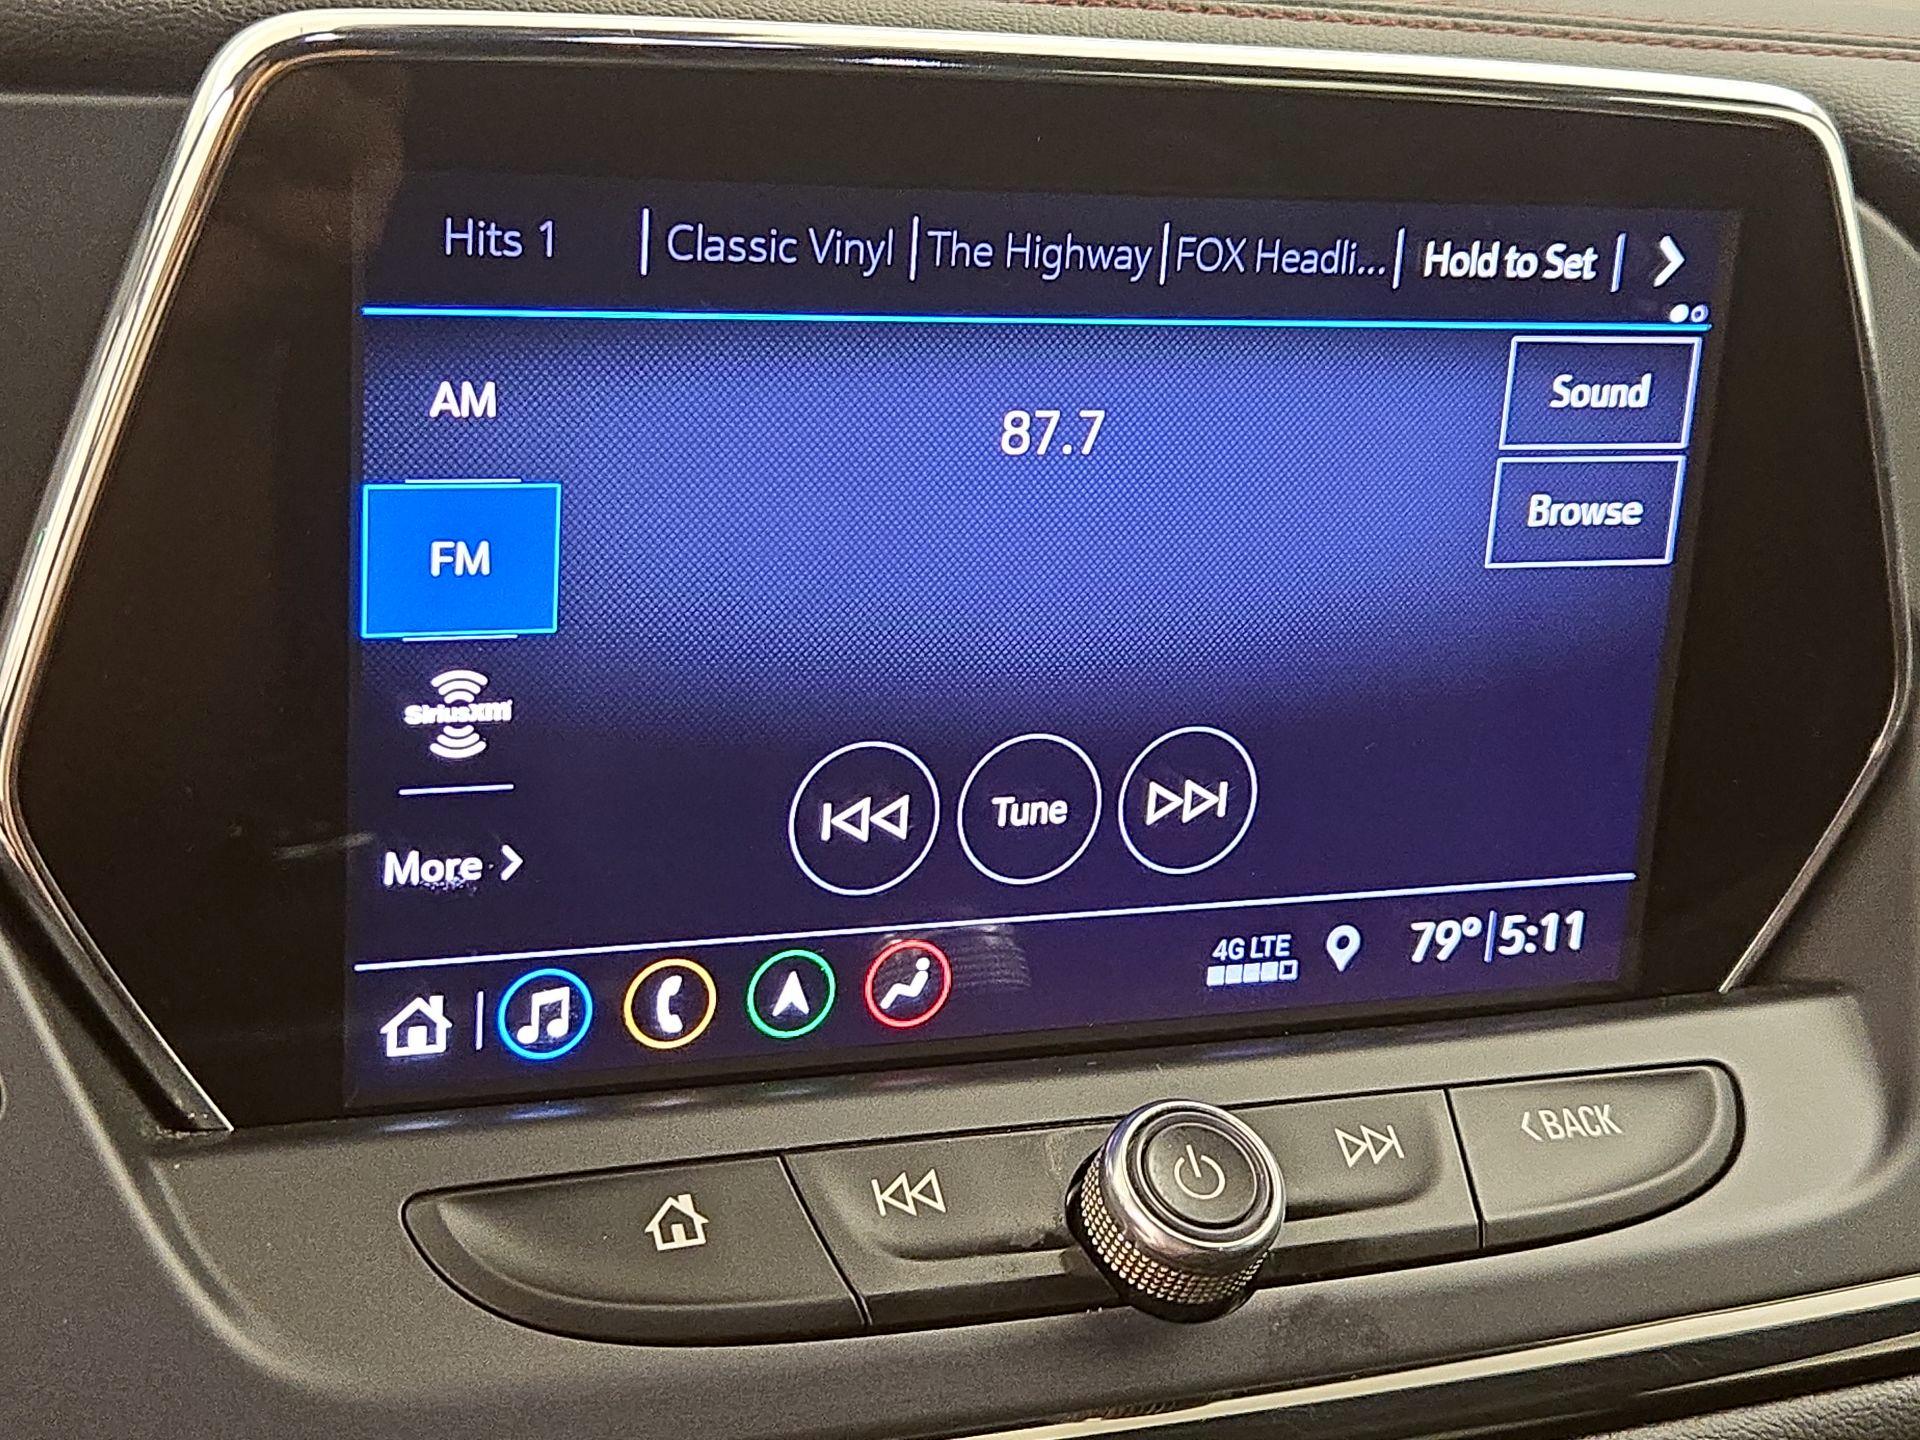 Hits 1 | Classic Vinyl | The Highway | FOX Headli... | Hold to Set |
AM
87.7
Sound
Browse
FM
SiriusXM
Tune
More
4G LTE
79° | 5:11
BACK